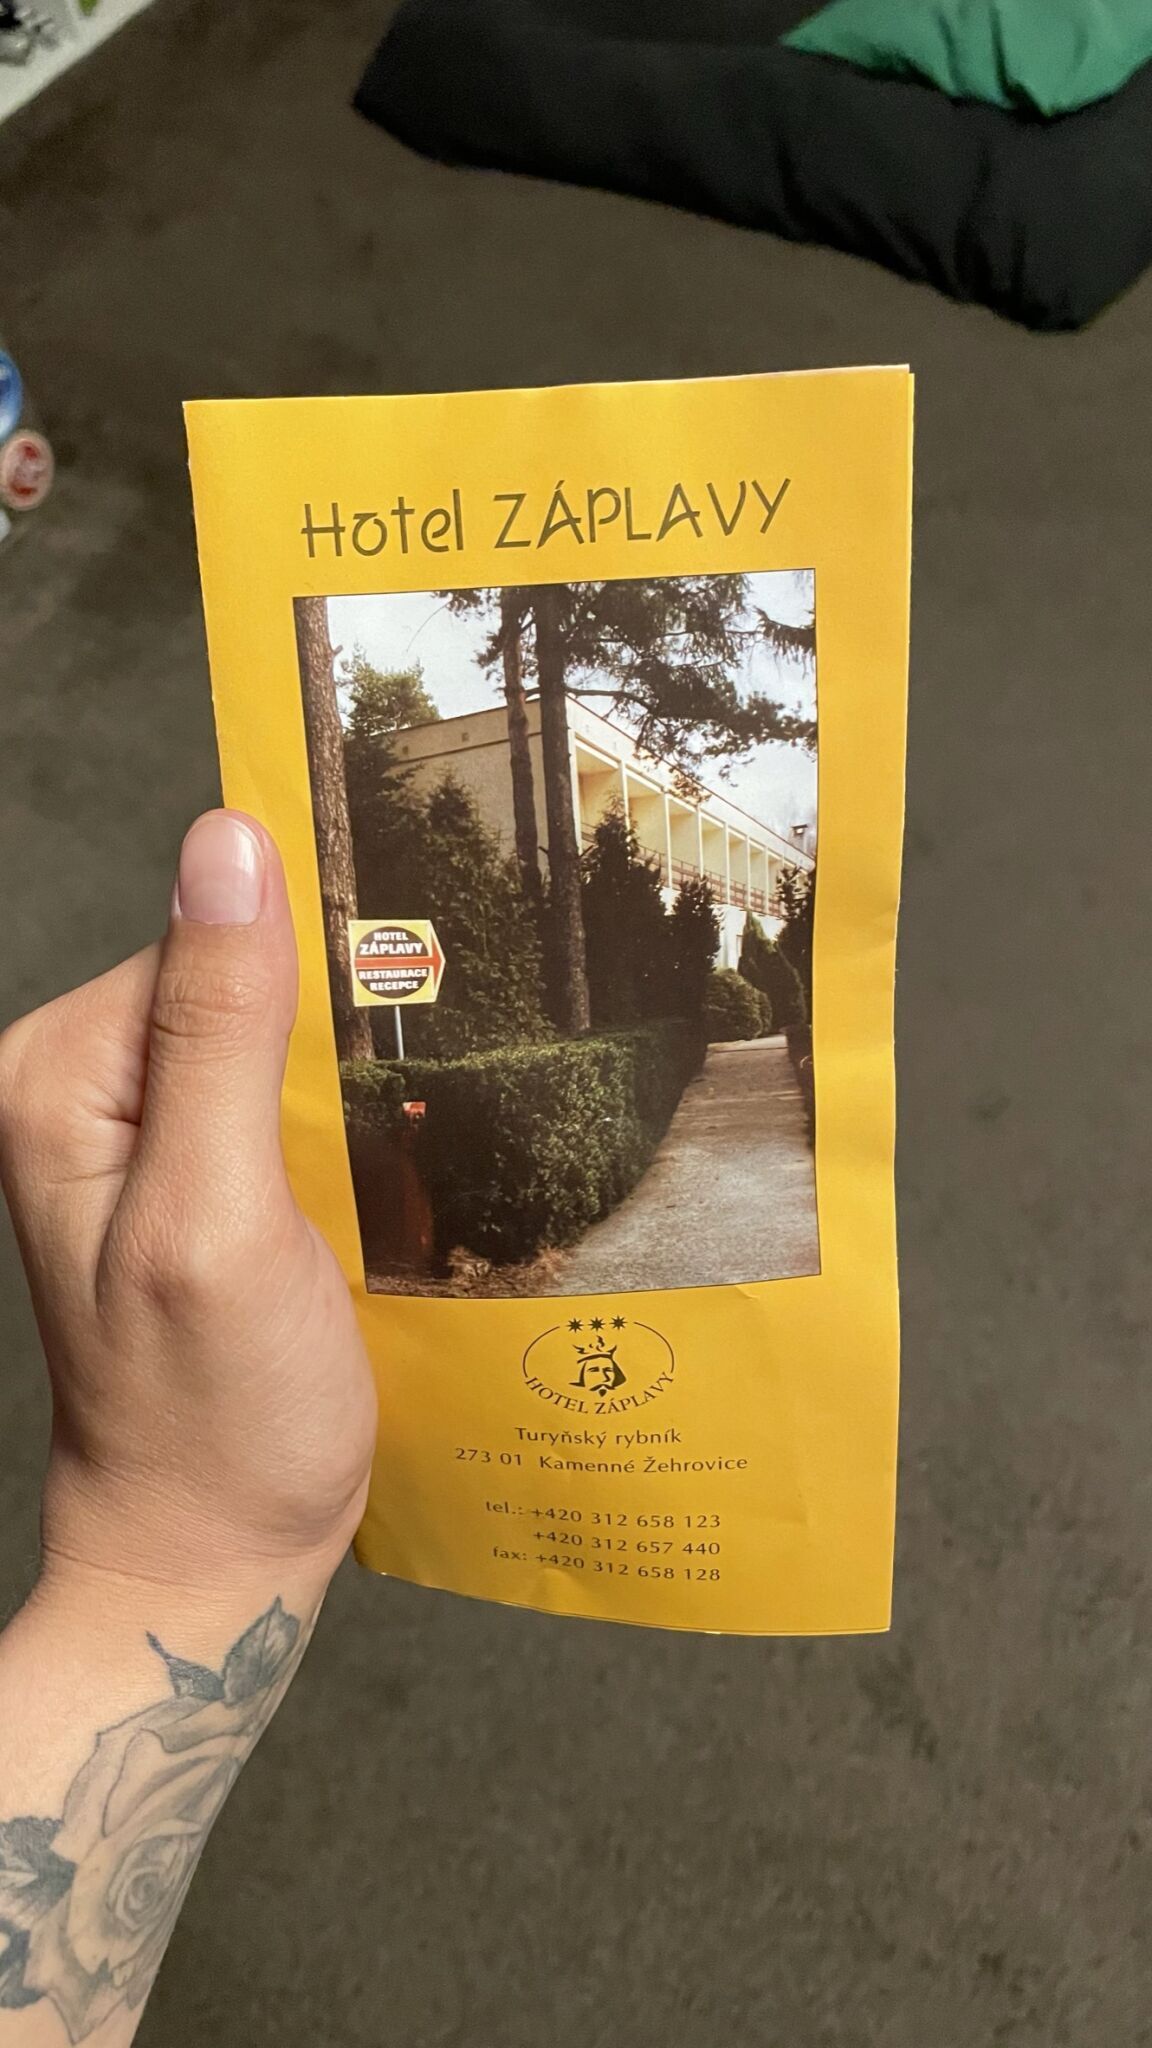 Hotel ZÁPLAVY
HOTEL
ZÁPLAVY
RESTAURACE
RECEPCE
HOTEL ZÁPLAVY
Turyňský rybník
273 01 Kamenné Žehrovice
tel.: +420 312 658 123
+420 312 657 440
fax: +420 312 658 128